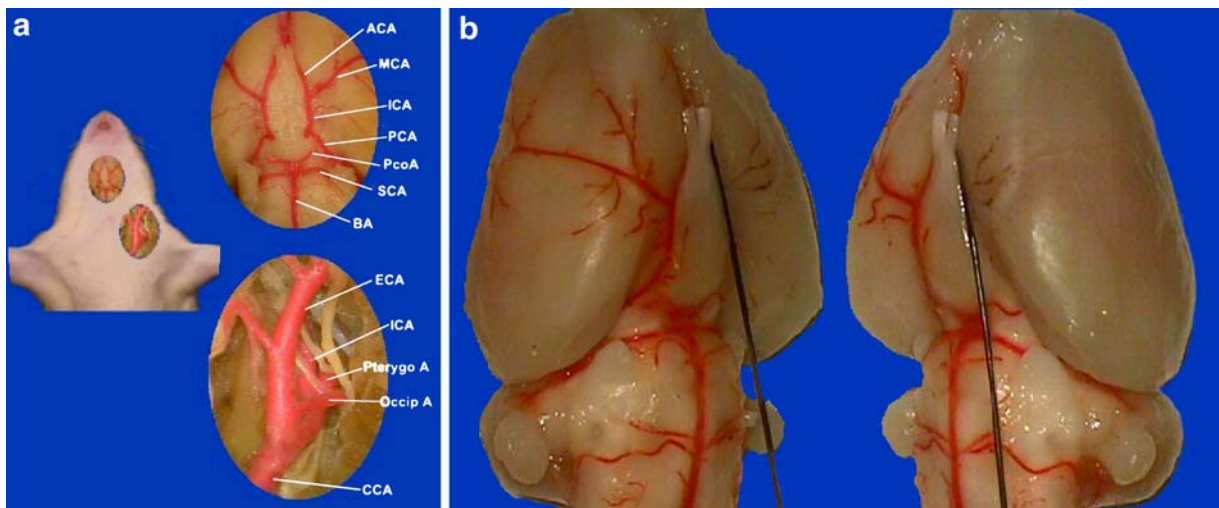 a
ACA
MCA
ICA
PCA
PcoA
SCA
BA
ECA
ICA
Pterygo A
Occip A
CCA
b